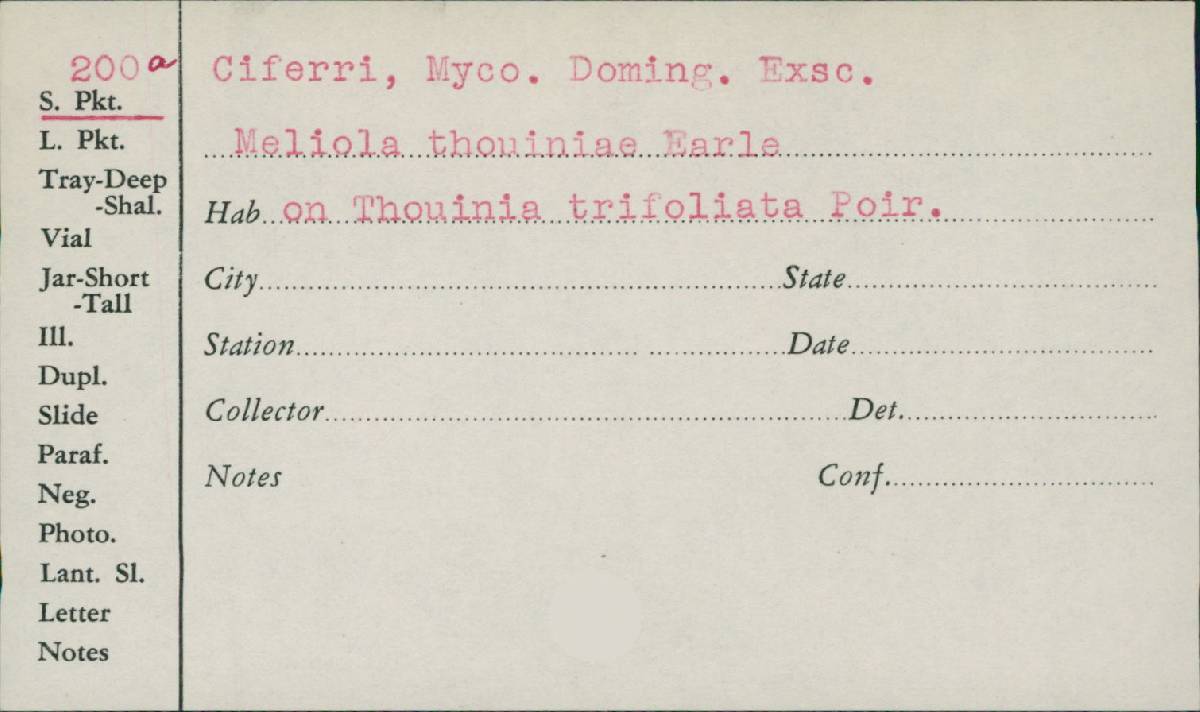 200a
S. Pkt.
L. Pkt.
Tray-Deep
-Shal.
Vial
Jar-Short
-Tall
Ill.
Dupl.
Slide
Paraf.
Neg.
Photo.
Lant. Sl.
Letter
Notes
Ciferri, Myco. Doming. Exsc.
Meliola thouiniae Earle
Hab. on Thouinia trifoliata Poir.
City State
Station Date
Collector Det.
Notes Conf.